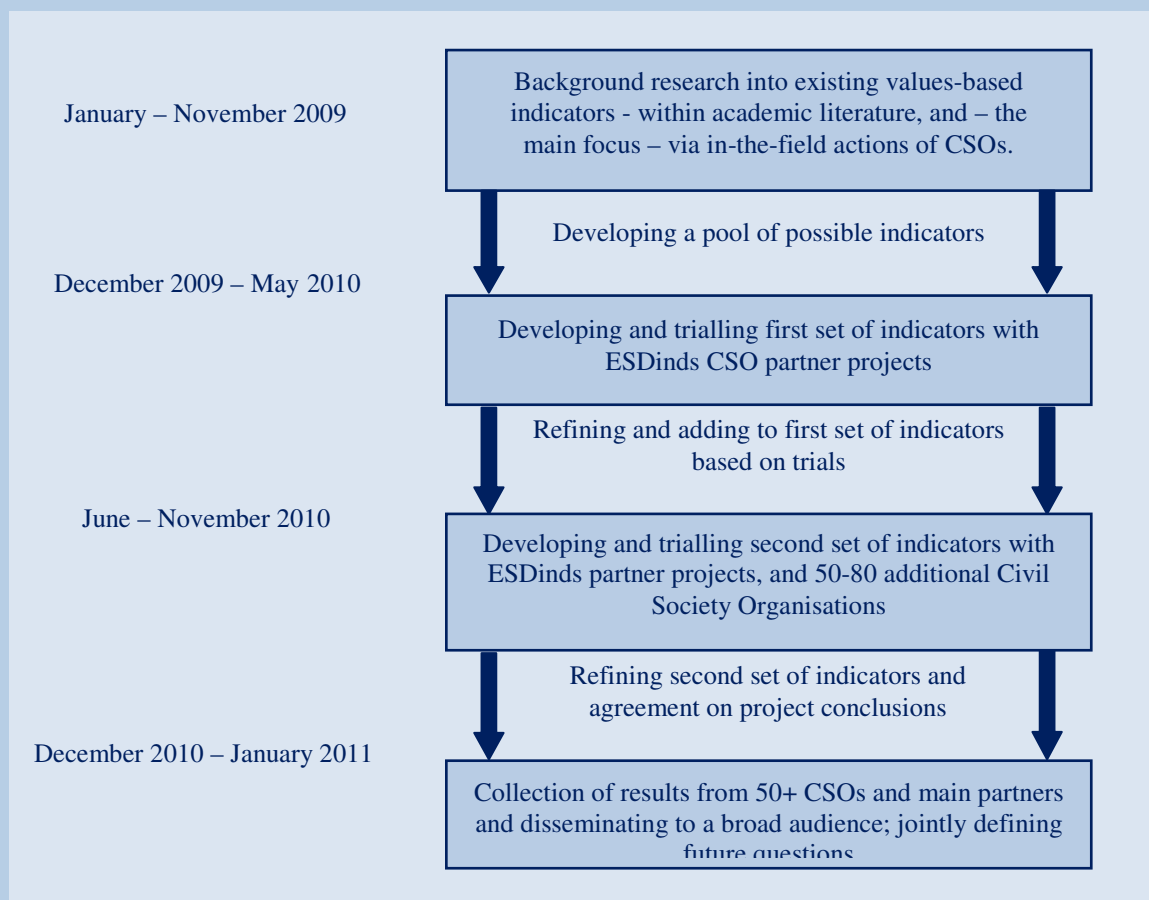 January – November 2009
Background research into existing values-based
indicators - within academic literature, and – the
main focus – via in-the-field actions of CSOs.
Developing a pool of possible indicators
December 2009 – May 2010
Developing and trialling first set of indicators with
ESDinds CSO partner projects
Refining and adding to first set of indicators
based on trials
June – November 2010
Developing and trialling second set of indicators with
ESDinds partner projects, and 50-80 additional Civil
Society Organisations
Refining second set of indicators and
agreement on project conclusions
December 2010 – January 2011
Collection of results from 50+ CSOs and main partners
and disseminating to a broad audience; jointly defining
future questions